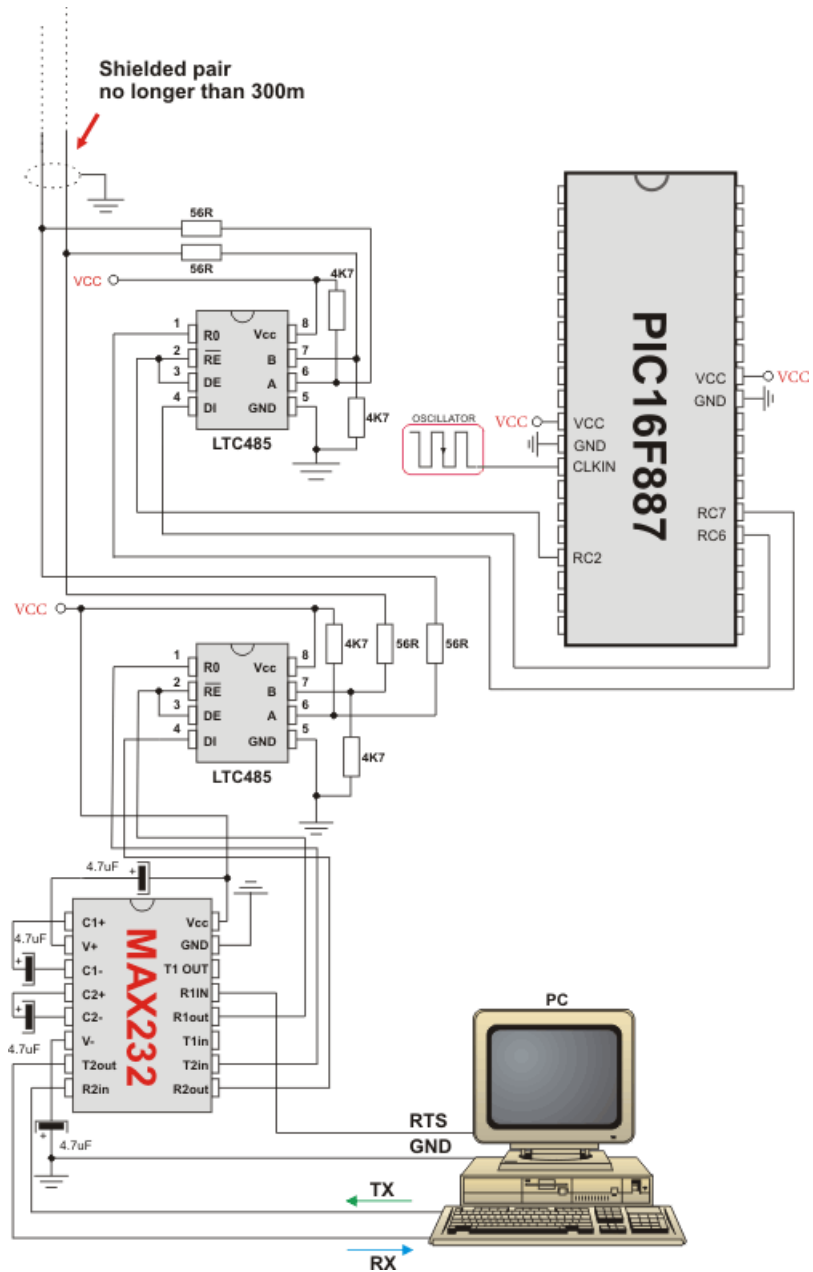 Shielded pair
no longer than 300m
56R
56R
VCC
4K7
1
R0
Vcc
8
2
RE
B
7
3
DE
A
6
4
DI
GND
5
LTC485
4K7
OSCILLATOR
PIC16F887
VCC
VCC
GND
VCC
VCC
GND
CLKIN
RC7
RC6
RC2
VCC
4K7
56R
56R
1
R0
Vcc
8
2
RE
B
7
3
DE
A
6
4
DI
GND
5
LTC485
4K7
4.7uF
+
MAX232
C1+
Vcc
4.7uF
V+
GND
+
C1-
T1 OUT
C2+
R1IN
+
C2-
R1out
4.7uF
V-
T1in
T2out
T2in
R2in
R2out
+
4.7uF
PC
RTS
GND
TX
RX